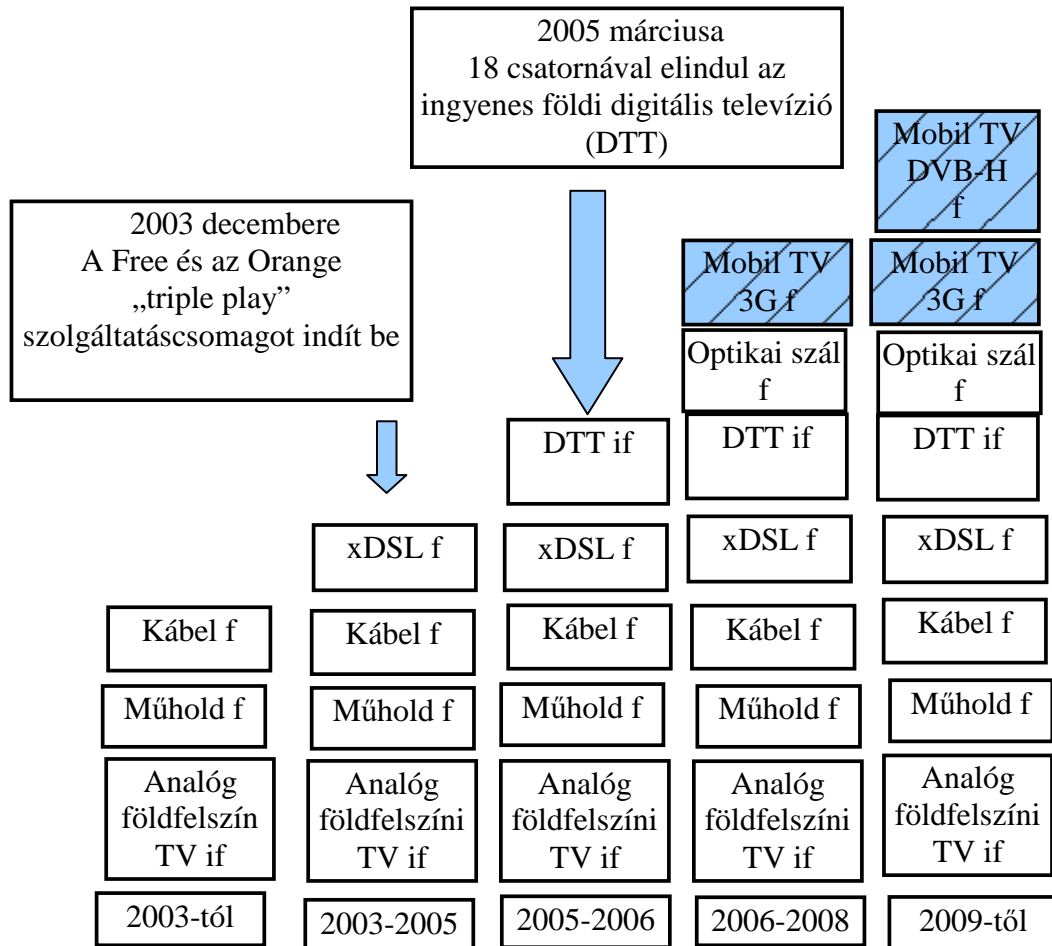 2005 márciusa
18 csatornával elindul az
ingyenes földi digitális televízió
(DTT)
2003 decembere
A Free és az Orange
„triple play”
szolgáltatáscsomagot indít be
Mobil TV
DVB-H
f
Mobil TV
3G f
Mobil TV
3G f
Optikai szál
f
Optikai szál
f
DTT if
DTT if
DTT if
xDSL f
xDSL f
xDSL f
xDSL f
Kábel f
Kábel f
Kábel f
Kábel f
Kábel f
Műhold f
Műhold f
Műhold f
Műhold f
Műhold f
Analóg
földfelszín
TV if
Analóg
földfelszíni
TV if
Analóg
földfelszíni
TV if
Analóg
földfelszíni
TV if
Analóg
földfelszíni
TV if
2003-tól
2003-2005
2005-2006
2006-2008
2009-től